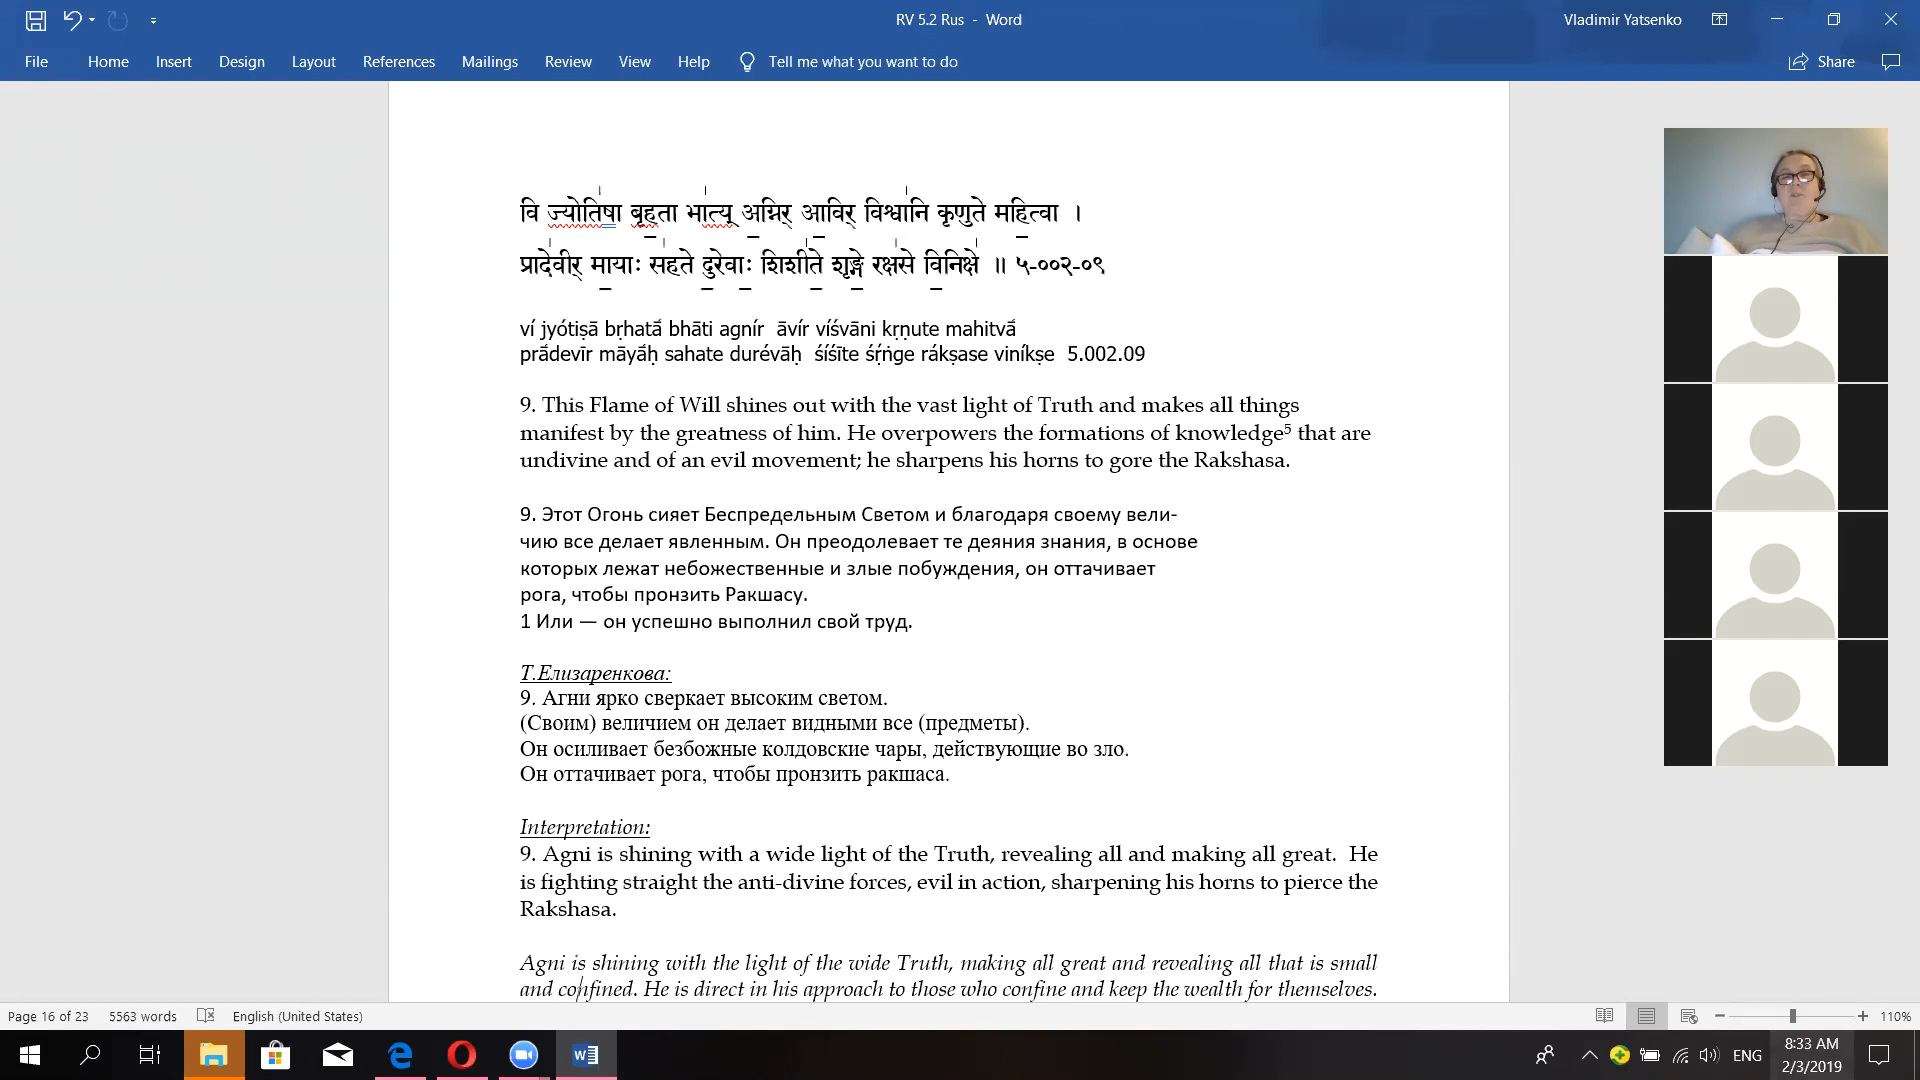 RV 5.2 Rus - Word
Vladimir Yatsenko
File Home Insert Design Layout References Mailings Review View Help Tell me what you want to do Share
वि ज्योति॑षा बृह॒ता भा॑त्य् अ॒ग्निर् आ॒विर् विश्वा॑नि कृणुते महि॒त्वा ।
प्रादे॑वीर् मा॒याः स॑हते दु॒रेवाः॒ शिशी॑ते॒ शृङ्गे॒ रक्ष॑से वि॒निक्षे॑ ॥ ५-००२-०९
ví jyótiṣā bṛhatā́ bhāti agnír āvír víśvāni kṛṇute mahitvā́
prā́devīr māyā́ḥ sahate durévāḥ śíśīte śṛ́ṅge rákṣase viníkṣe 5.002.09
9. This Flame of Will shines out with the vast light of Truth and makes all things
manifest by the greatness of him. He overpowers the formations of knowledge⁵ that are
undivine and of an evil movement; he sharpens his horns to gore the Rakshasa.
9. Этот Огонь сияет Беспредельным Светом и благодаря своему вели-
чию все делает явленным. Он преодолевает те деяния знания, в основе
которых лежат небожественные и злые побуждения, он оттачивает
рога, чтобы пронзить Ракшасу.
1 Или — он успешно выполнил свой труд.
Т.Елизаренкова:
9. Агни ярко сверкает высоким светом.
(Своим) величием он делает видными все (предметы).
Он осиливает безбожные колдовские чары, действующие во зло.
Он оттачивает рога, чтобы пронзить ракшаса.
Interpretation:
9. Agni is shining with a wide light of the Truth, revealing all and making all great. He
is fighting straight the anti-divine forces, evil in action, sharpening his horns to pierce the
Rakshasa.
Agni is shining with the light of the wide Truth, making all great and revealing all that is small
and confined. He is direct in his approach to those who confine and keep the wealth for themselves.
Page 16 of 23 5563 words English (United States) 110%
ENG
8:33 AM
2/3/2019